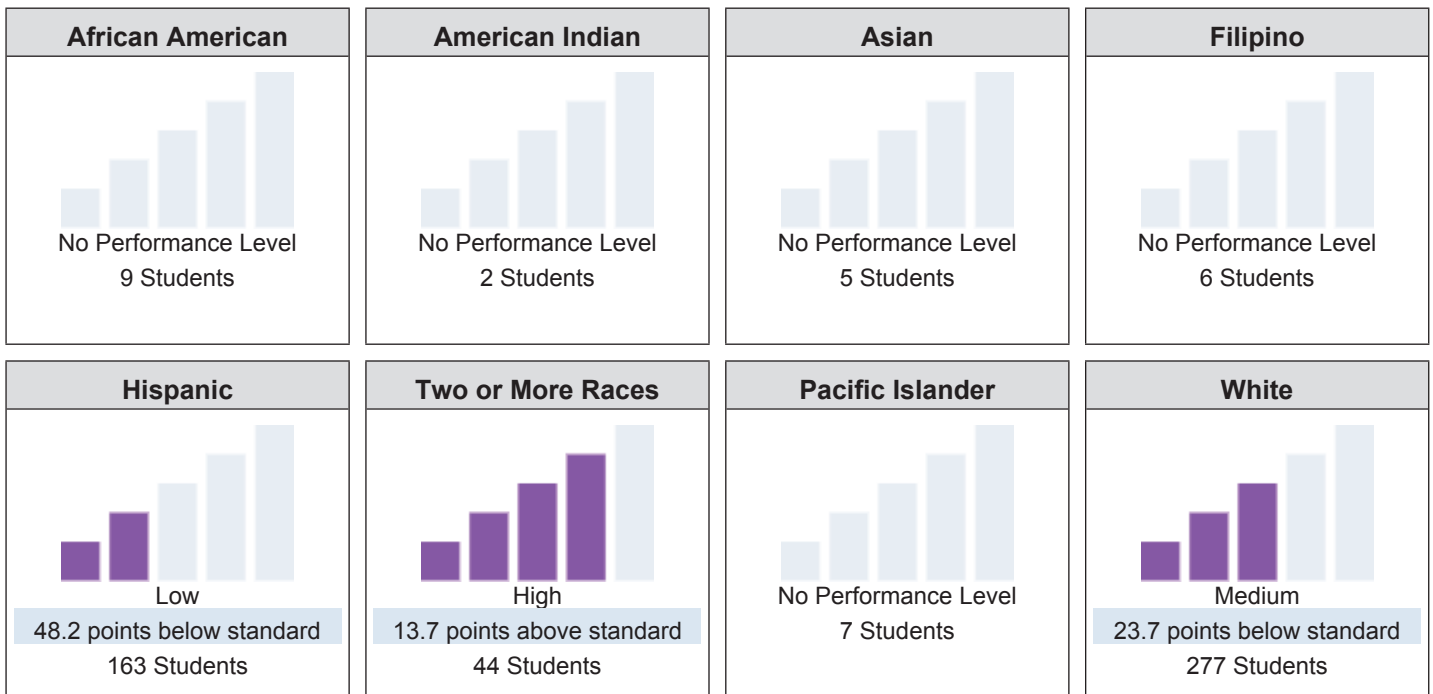 African American
No Performance Level
9 Students
American Indian
No Performance Level
2 Students
Asian
No Performance Level
5 Students
Filipino
No Performance Level
6 Students
Hispanic
Low
48.2 points below standard
163 Students
Two or More Races
High
13.7 points above standard
44 Students
Pacific Islander
No Performance Level
7 Students
White
Medium
23.7 points below standard
277 Students